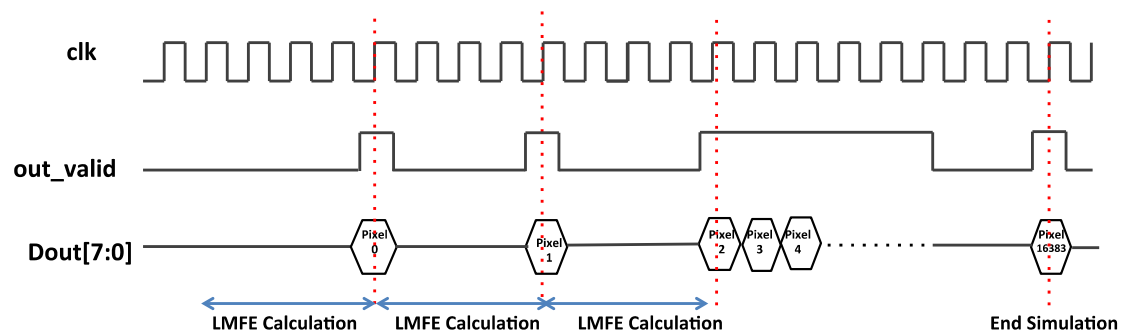 clk
out_valid
Dout[7:0]
Pixel
0
Pixel
1
Pixel
2
Pixel
3
Pixel
4
Pixel
16383
LMFE Calculation
LMFE Calculation
LMFE Calculation
End Simulation